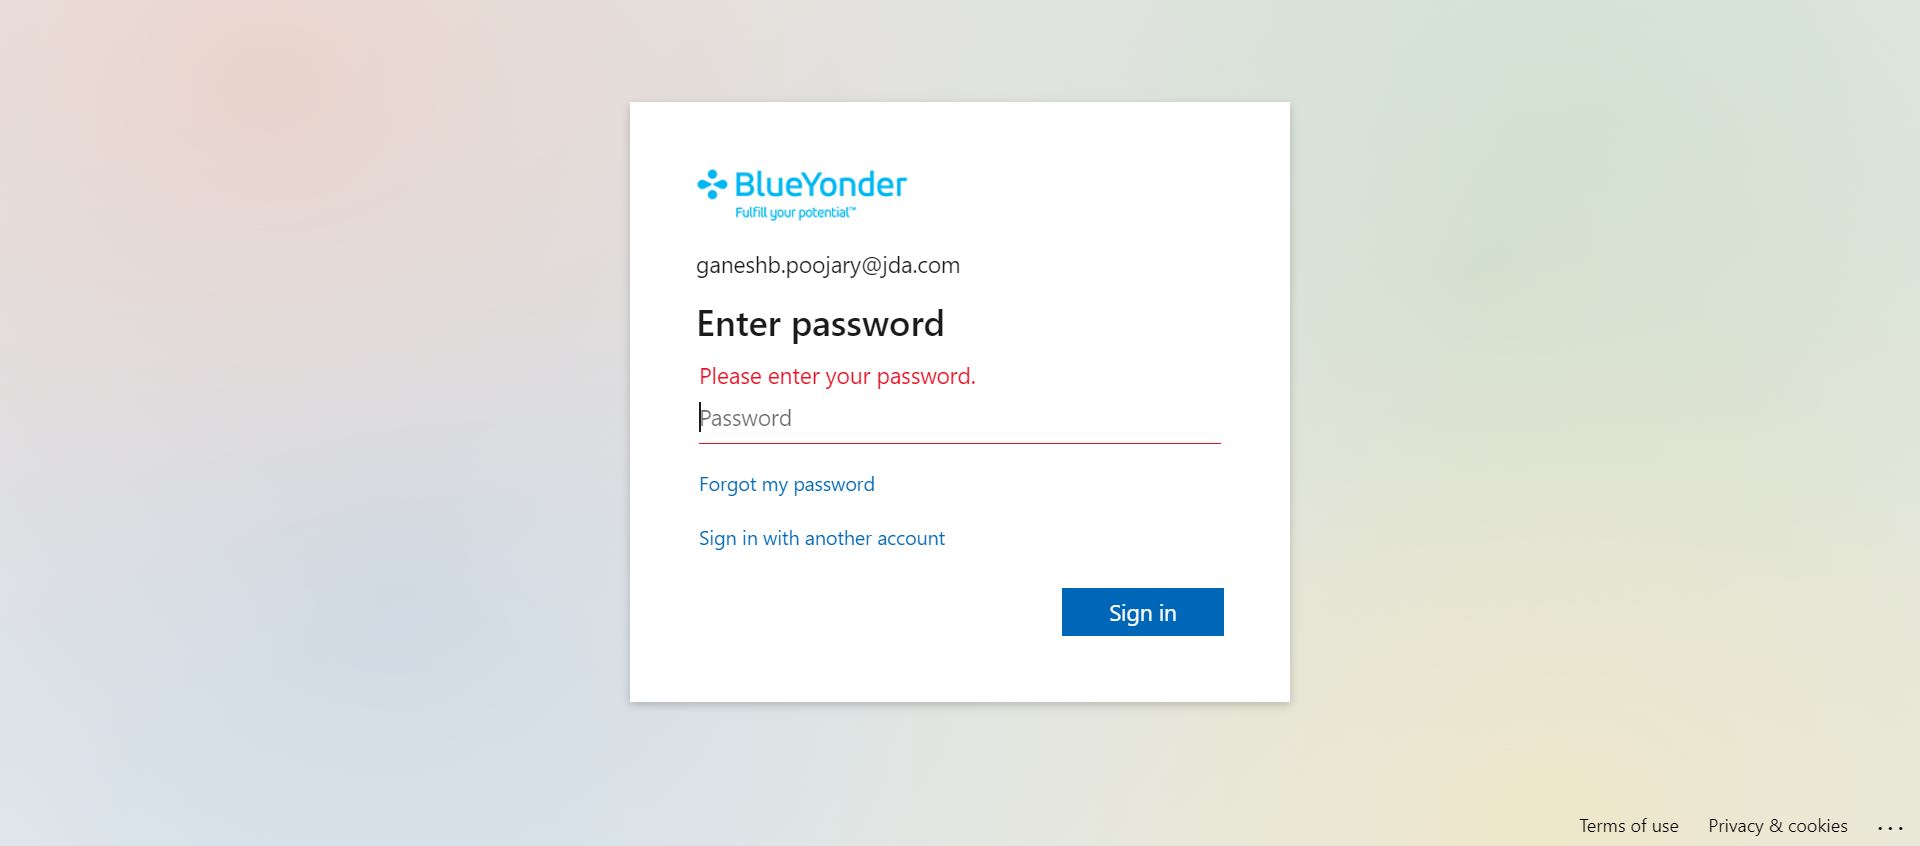 BlueYonder
Fulfill your potential™
ganeshb.poojary@jda.com
Enter password
Please enter your password.
Password
Forgot my password
Sign in with another account
Sign in
Terms of use Privacy & cookies ...